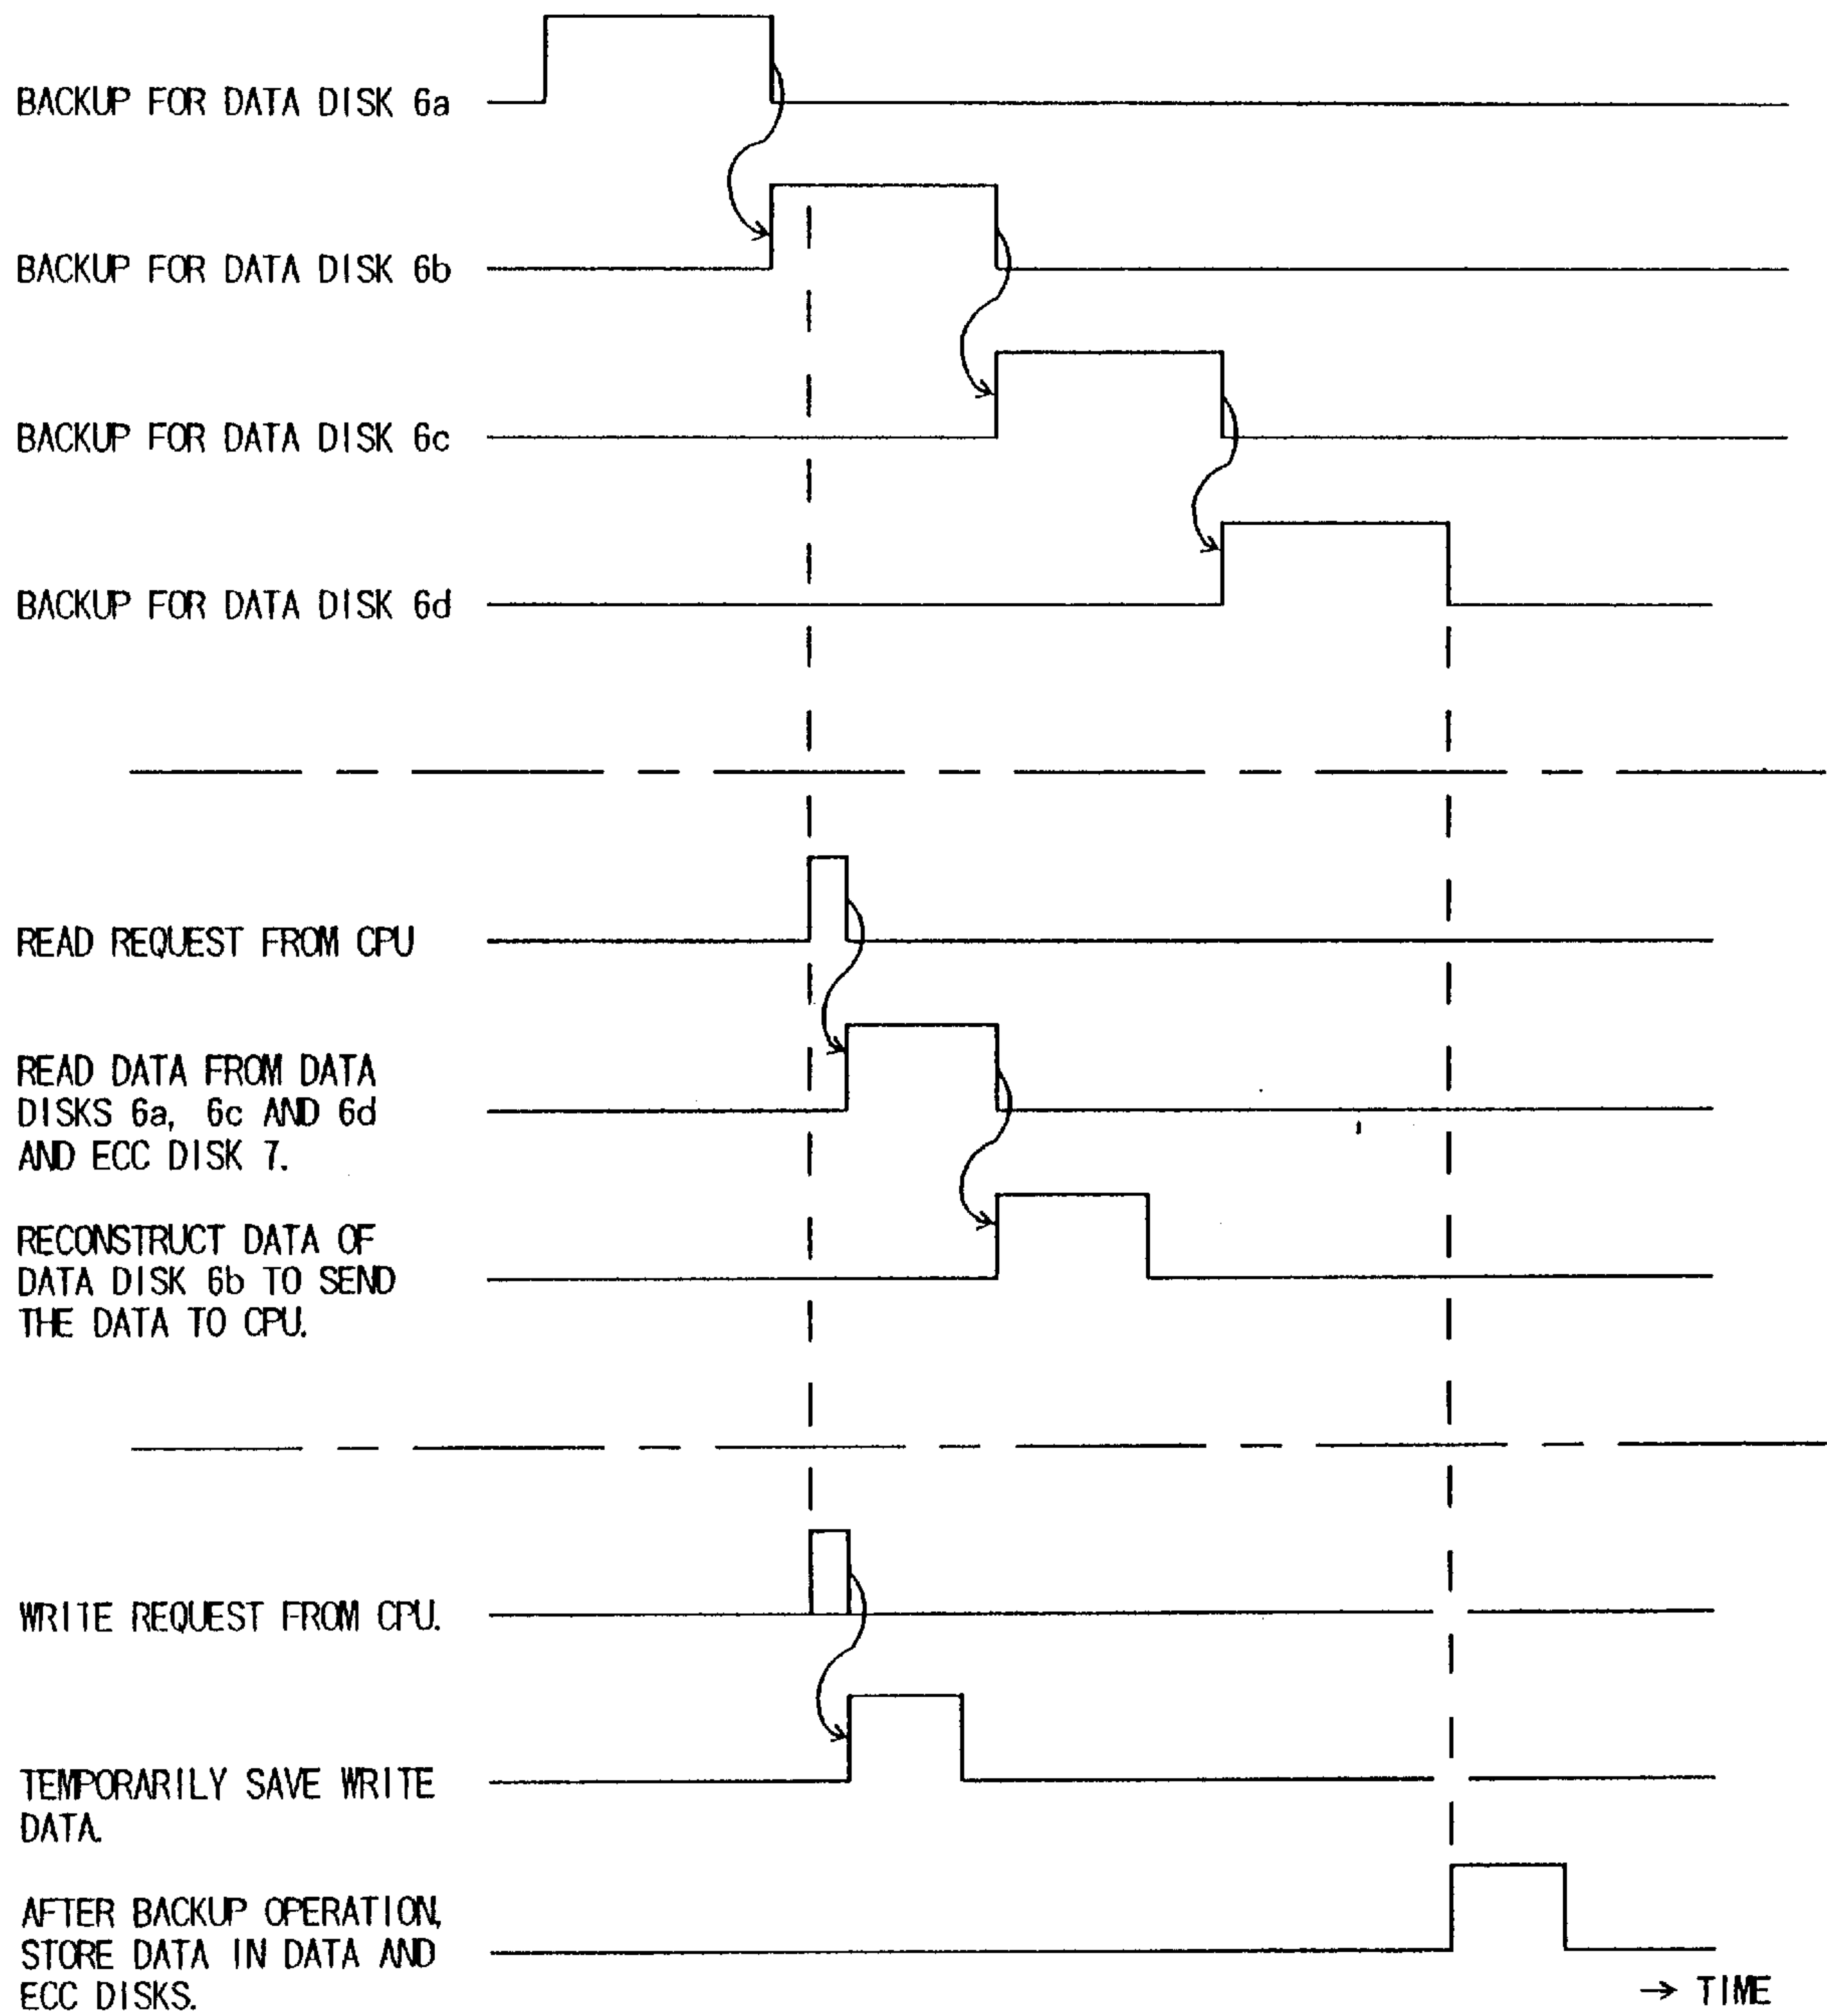 BACKUP FOR DATA DISK 6a
BACKUP FOR DATA DISK 6b
BACKUP FOR DATA DISK 6c
BACKUP FOR DATA DISK 6d
READ REQUEST FROM CPU
READ DATA FROM DATA
DISKS 6a, 6c AND 6d
AND ECC DISK 7.
RECONSTRUCT DATA OF
DATA DISK 6b TO SEND
THE DATA TO CPU.
WRITE REQUEST FROM CPU.
TEMPORARILY SAVE WRITE
DATA.
AFTER BACKUP OPERATION,
STORE DATA IN DATA AND
ECC DISKS.
→ TIME